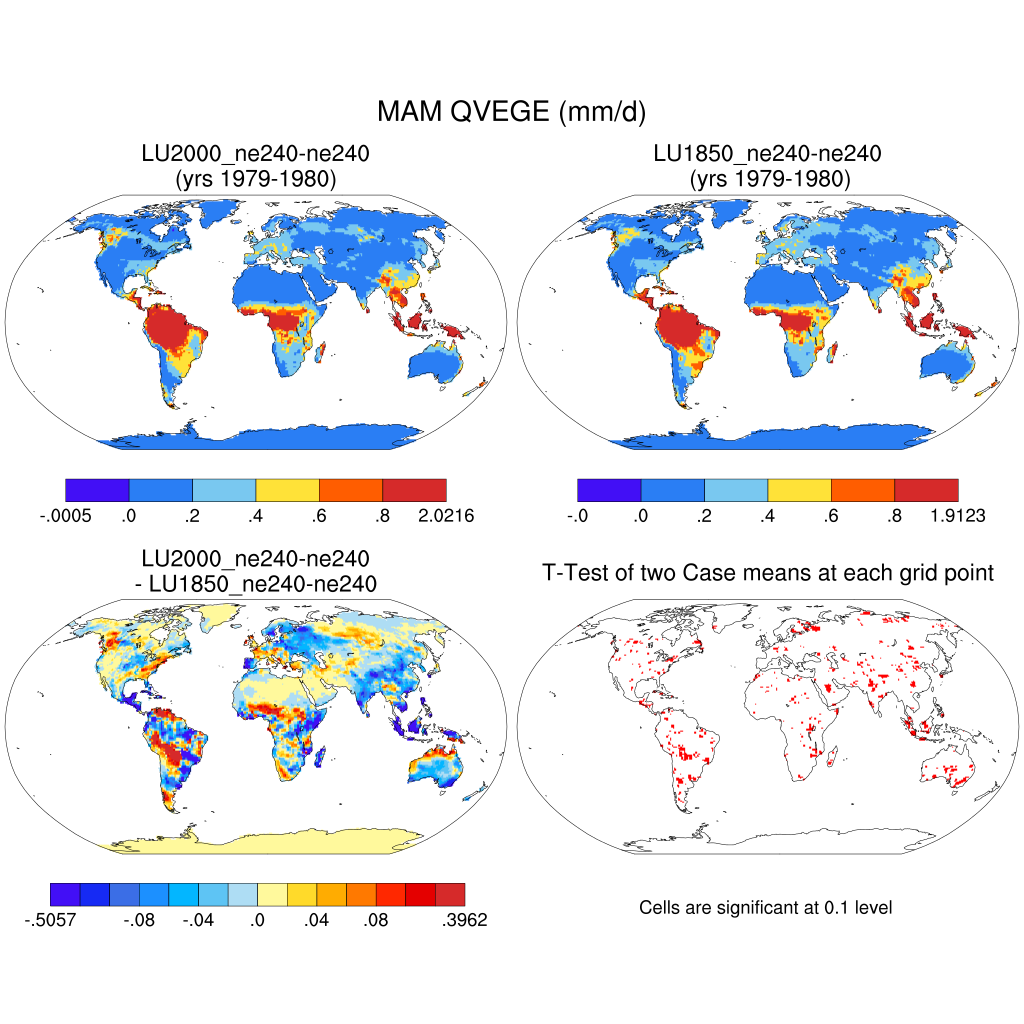 MAM QVEGE (mm/d)
LU2000_ne240-ne240
(yrs 1979-1980)
LU1850_ne240-ne240
(yrs 1979-1980)
-.0005 .0 .2 .4 .6 .8 2.0216
-.0 .0 .2 .4 .6 .8 1.9123
LU2000_ne240-ne240
- LU1850_ne240-ne240
T-Test of two Case means at each grid point
-.5057 -.08 -.04 .0 .04 .08 .3962
Cells are significant at 0.1 level